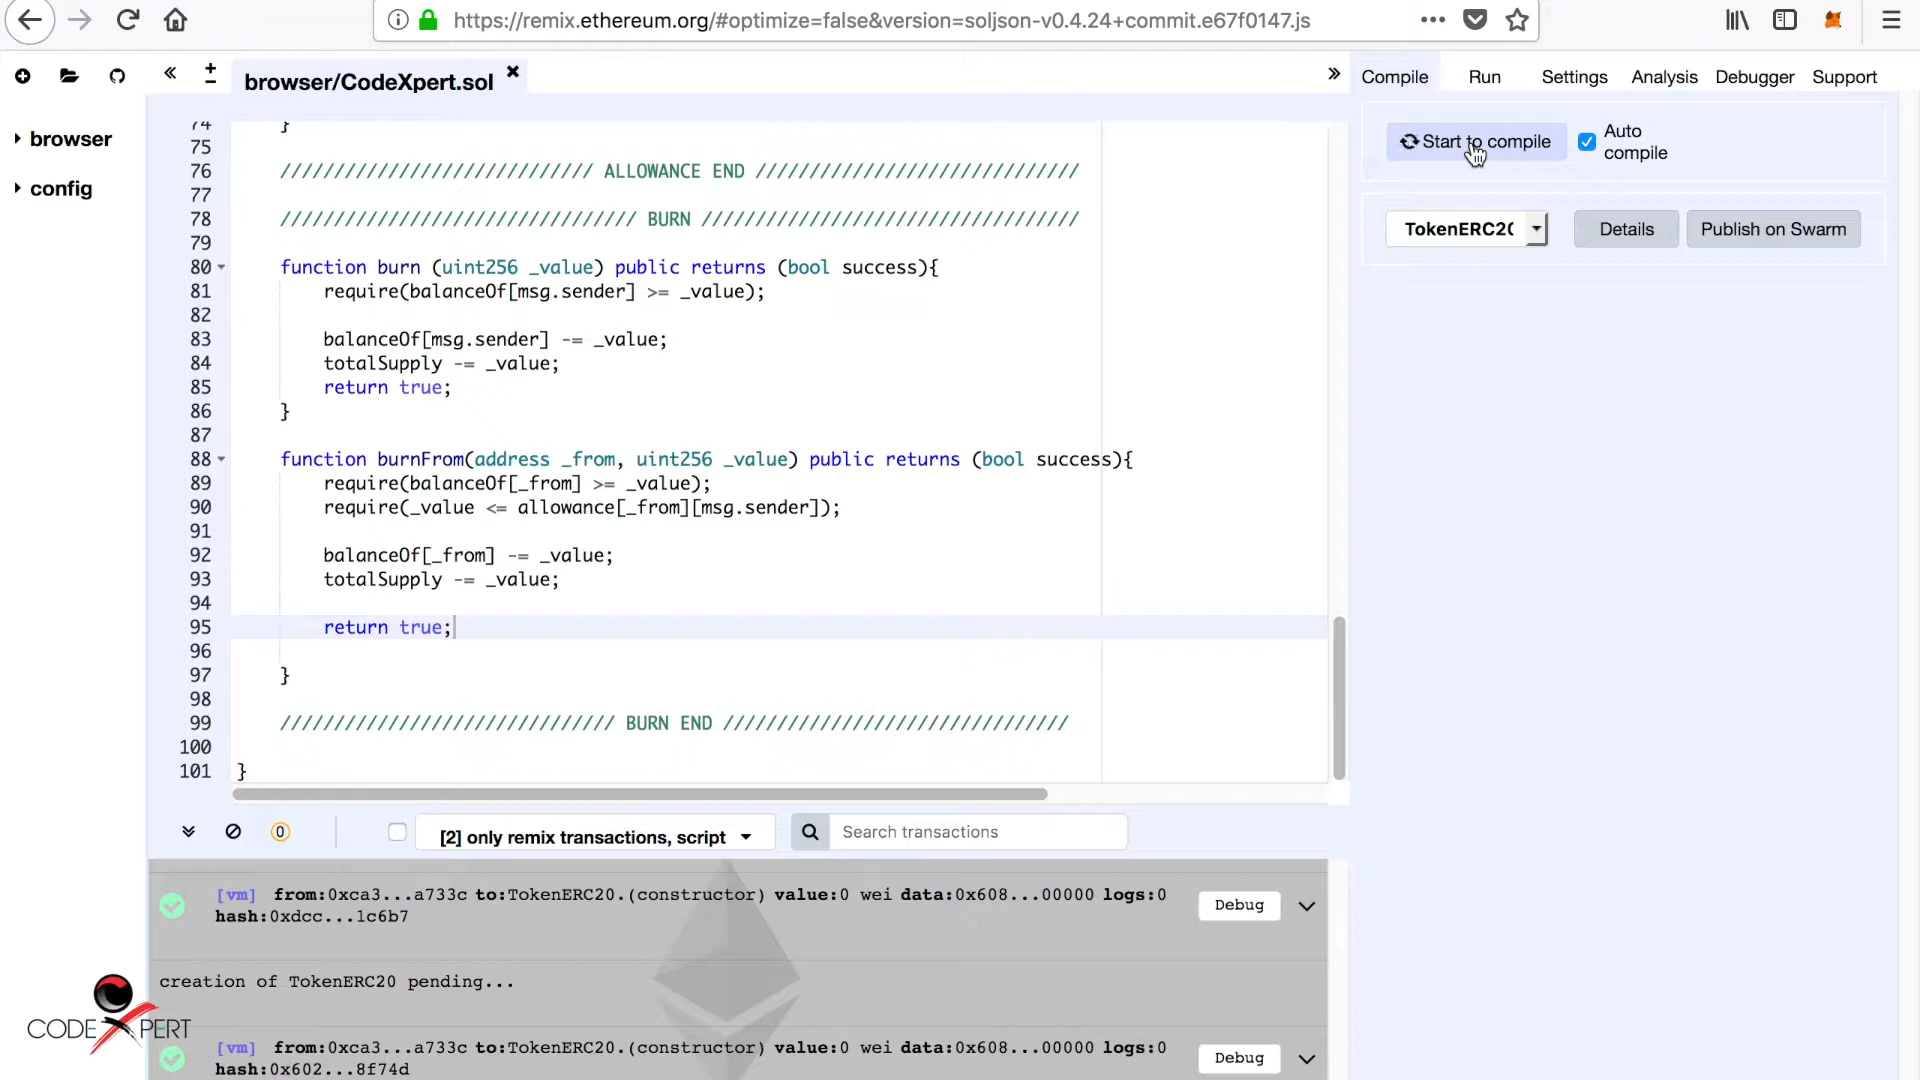 https://remix.ethereum.org/#optimize=false&version=soljson-v0.4.24+commit.e67f0147.js
browser/CodeXpert.sol
Compile Run Settings Analysis Debugger Support
browser
config
Start to compile
Auto compile
TokenERC20
Details
Publish on Swarm
74 }
75
76 ///////////////////////////// ALLOWANCE END //////////////////////////////
77
78 ///////////////////////////////// BURN ///////////////////////////////////
79
80 function burn (uint256 _value) public returns (bool success){
81 require(balanceOf[msg.sender] >= _value);
82
83 balanceOf[msg.sender] -= _value;
84 totalSupply -= _value;
85 return true;
86 }
87
88 function burnFrom(address _from, uint256 _value) public returns (bool success){
89 require(balanceOf[_from] >= _value);
90 require(_value <= allowance[_from][msg.sender]);
91
92 balanceOf[_from] -= _value;
93 totalSupply -= _value;
94
95 return true;
96
97 }
98
99 /////////////////////////////// BURN END ////////////////////////////////
100
101 }
0
[2] only remix transactions, script
Search transactions
[vm] from:0xca3...a733c to:TokenERC20.(constructor) value:0 wei data:0x608...00000 logs:0
hash:0xdcc...1c6b7
Debug
creation of TokenERC20 pending...
[vm] from:0xca3...a733c to:TokenERC20.(constructor) value:0 wei data:0x608...00000 logs:0
hash:0x602...8f74d
Debug
CODEXPERT